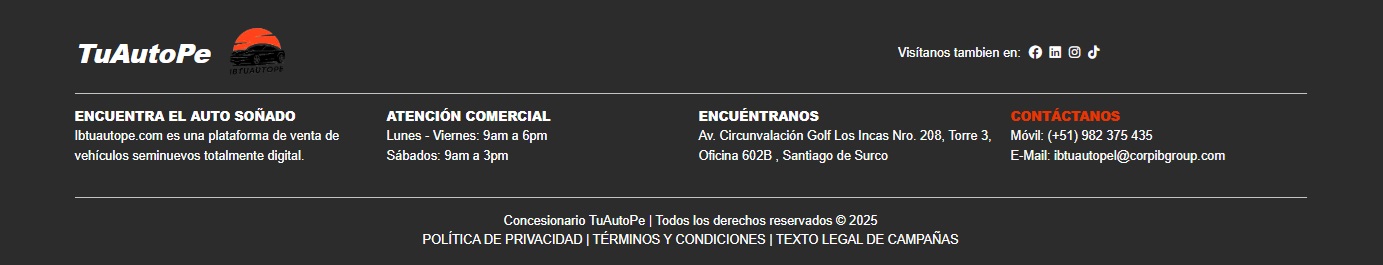 TuAutoPe
IBTUAUTOPE
Visítanos tambien en:
ENCUENTRA EL AUTO SOÑADO
Ibtuautope.com es una plataforma de venta de
vehículos seminuevos totalmente digital.
ATENCIÓN COMERCIAL
Lunes - Viernes: 9am a 6pm
Sábados: 9am a 3pm
ENCUÉNTRANOS
Av. Circunvalación Golf Los Incas Nro. 208, Torre 3,
Oficina 602B , Santiago de Surco
CONTÁCTANOS
Móvil: (+51) 982 375 435
E-Mail: ibtuautopel@corpibgroup.com
Concesionario TuAutoPe | Todos los derechos reservados © 2025
POLÍTICA DE PRIVACIDAD | TÉRMINOS Y CONDICIONES | TEXTO LEGAL DE CAMPAÑAS